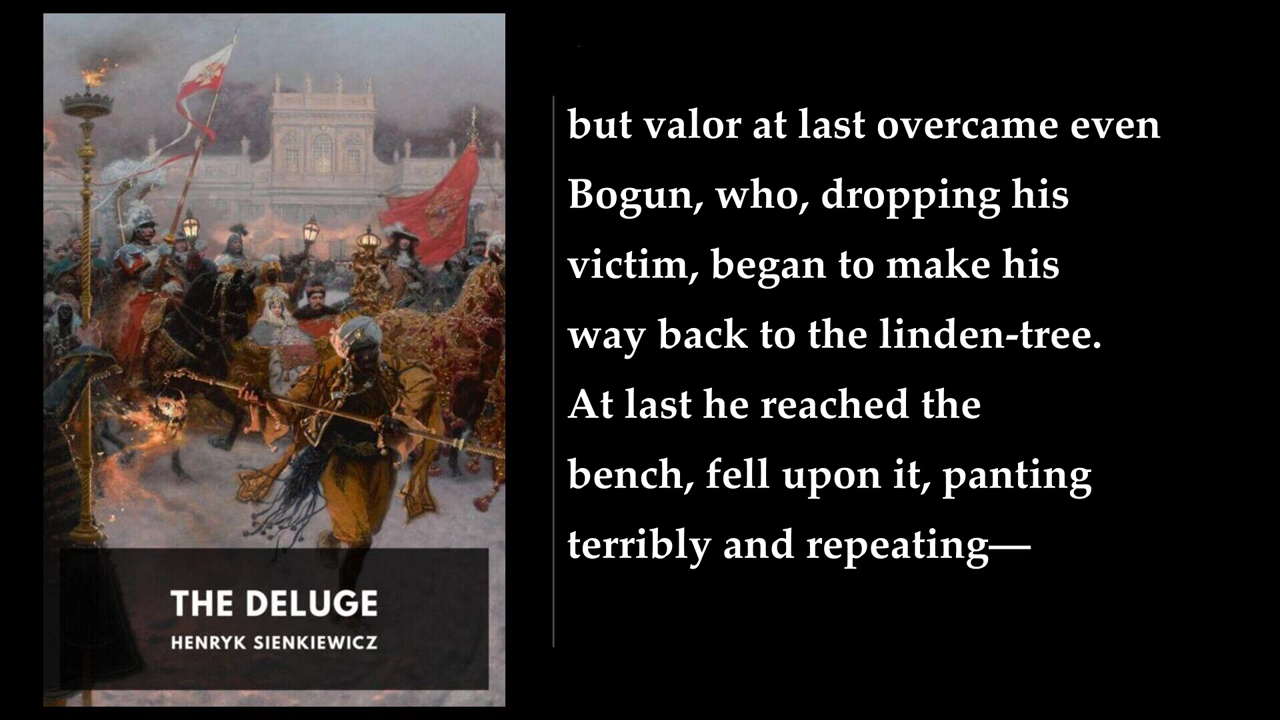 THE DELUGE
HENRYK SIENKIEWICZ
but valor at last overcame even
Bogun, who, dropping his
victim, began to make his
way back to the linden-tree.
At last he reached the
bench, fell upon it, panting
terribly and repeating—